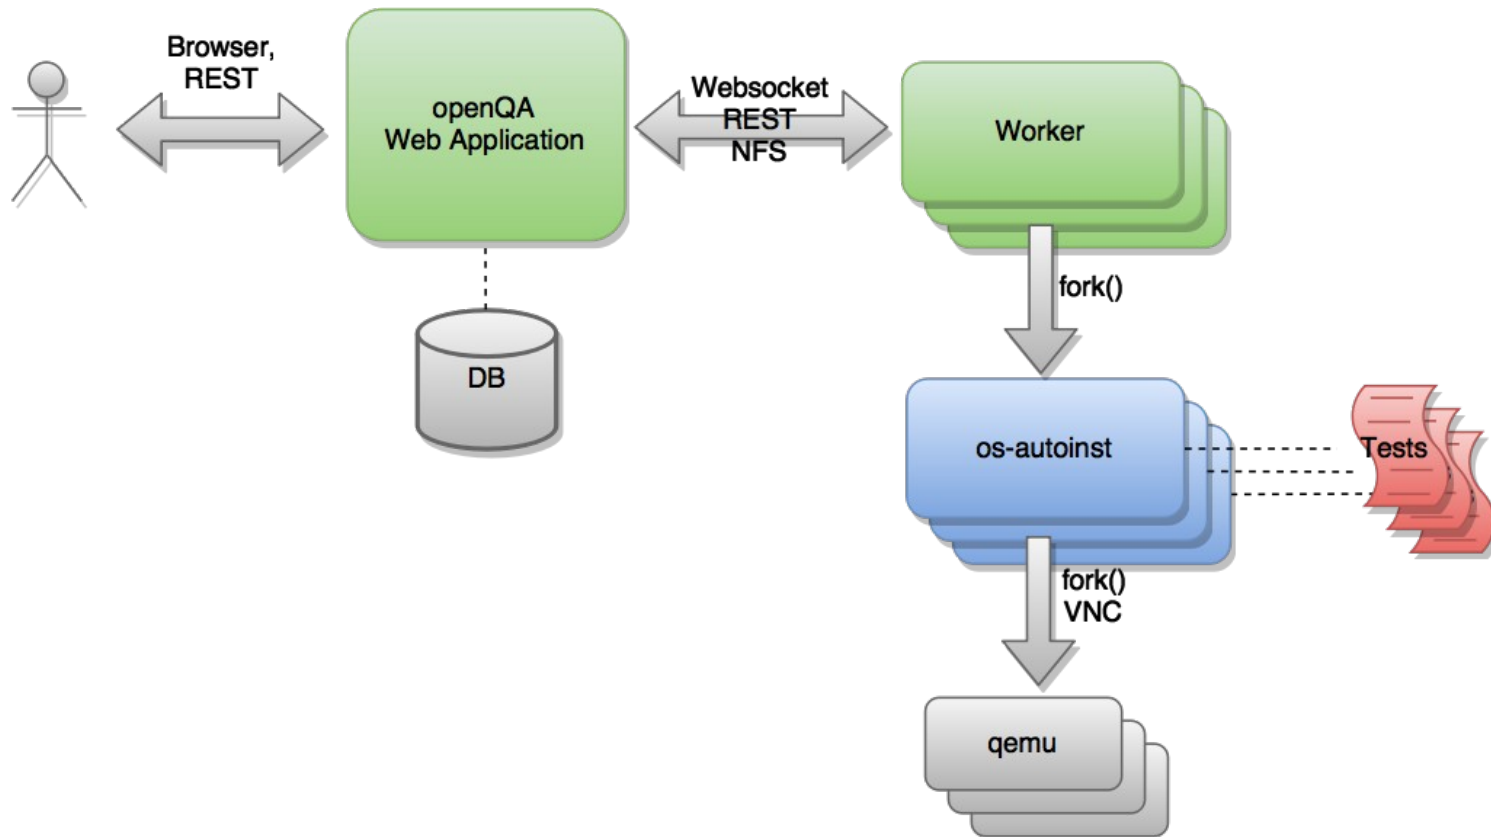 Browser,
REST
openQA
Web Application
Websocket
REST
NFS
Worker
fork()
DB
os-autoinst
Tests
fork()
VNC
qemu